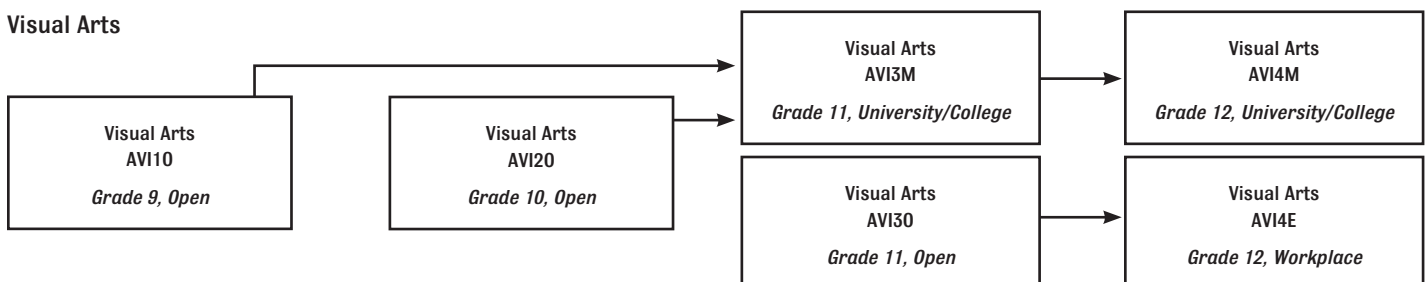 Visual Arts
Visual Arts
AVI1O
Grade 9, Open
Visual Arts
AVI2O
Grade 10, Open
Visual Arts
AVI3M
Grade 11, University/College
Visual Arts
AVI4M
Grade 12, University/College
Visual Arts
AVI3O
Grade 11, Open
Visual Arts
AVI4E
Grade 12, Workplace